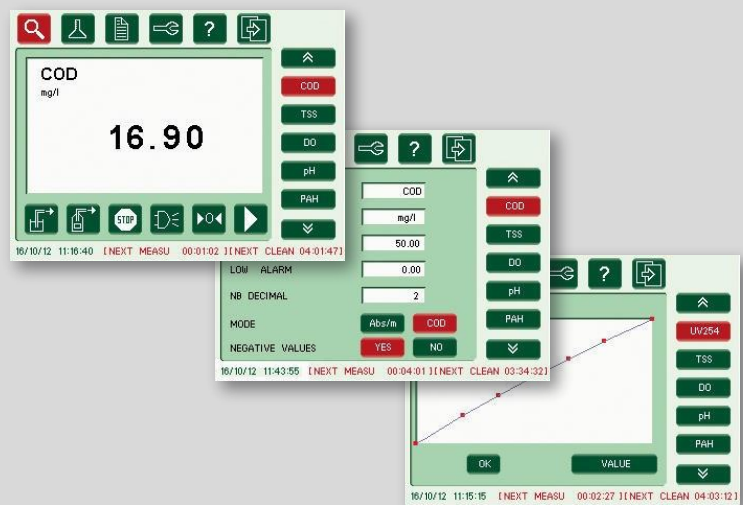 ?
COD
mg/l
16.90
COD
TSS
DO
pH
PAH
STOP
16/10/12 11:16:40 [NEXT MEASU 00:01:02 ][NEXT CLEAN 04:01:47]
?
COD
mg/l
50.00
LOW ALARM 0.00
NB DECIMAL 2
MODE Abs/m COD
NEGATIVE VALUES YES NO
COD
TSS
DO
pH
PAH
16/10/12 11:43:55 [NEXT MEASU 00:04:01 ][NEXT CLEAN 03:34:32]
?
UV254
TSS
DO
pH
PAH
OK VALUE
16/10/12 11:15:15 [NEXT MEASU 00:02:27 ][NEXT CLEAN 04:03:12]